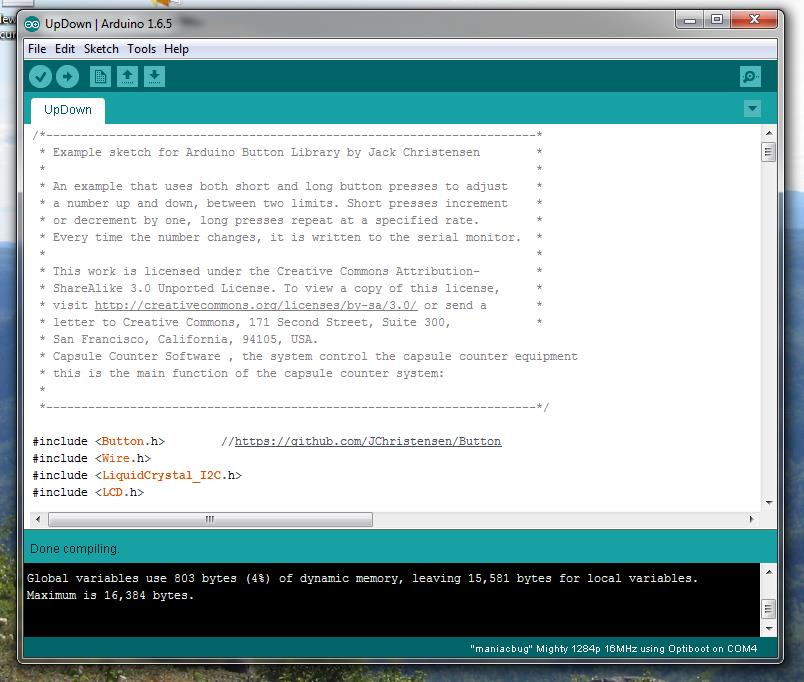 UpDown | Arduino 1.6.5
File Edit Sketch Tools Help
UpDown
/*----------------------------------------------------------------------*
* Example sketch for Arduino Button Library by Jack Christensen *
* *
* An example that uses both short and long button presses to adjust *
* a number up and down, between two limits. Short presses increment *
* or decrement by one, long presses repeat at a specified rate. *
* Every time the number changes, it is written to the serial monitor. *
* *
* This work is licensed under the Creative Commons Attribution- *
* ShareAlike 3.0 Unported License. To view a copy of this license, *
* visit http://creativecommons.org/licenses/by-sa/3.0/ or send a *
* letter to Creative Commons, 171 Second Street, Suite 300, *
* San Francisco, California, 94105, USA.
* Capsule Counter Software , the system control the capsule counter equipment
* this is the main function of the capsule counter system:
*
*----------------------------------------------------------------------*/
#include <Button.h> //https://github.com/JChristensen/Button
#include <Wire.h>
#include <LiquidCrystal_I2C.h>
#include <LCD.h>
Done compiling.
Global variables use 803 bytes (4%) of dynamic memory, leaving 15,581 bytes for local variables.
Maximum is 16,384 bytes.
"maniacbug" Mighty 1284p 16MHz using Optiboot on COM4